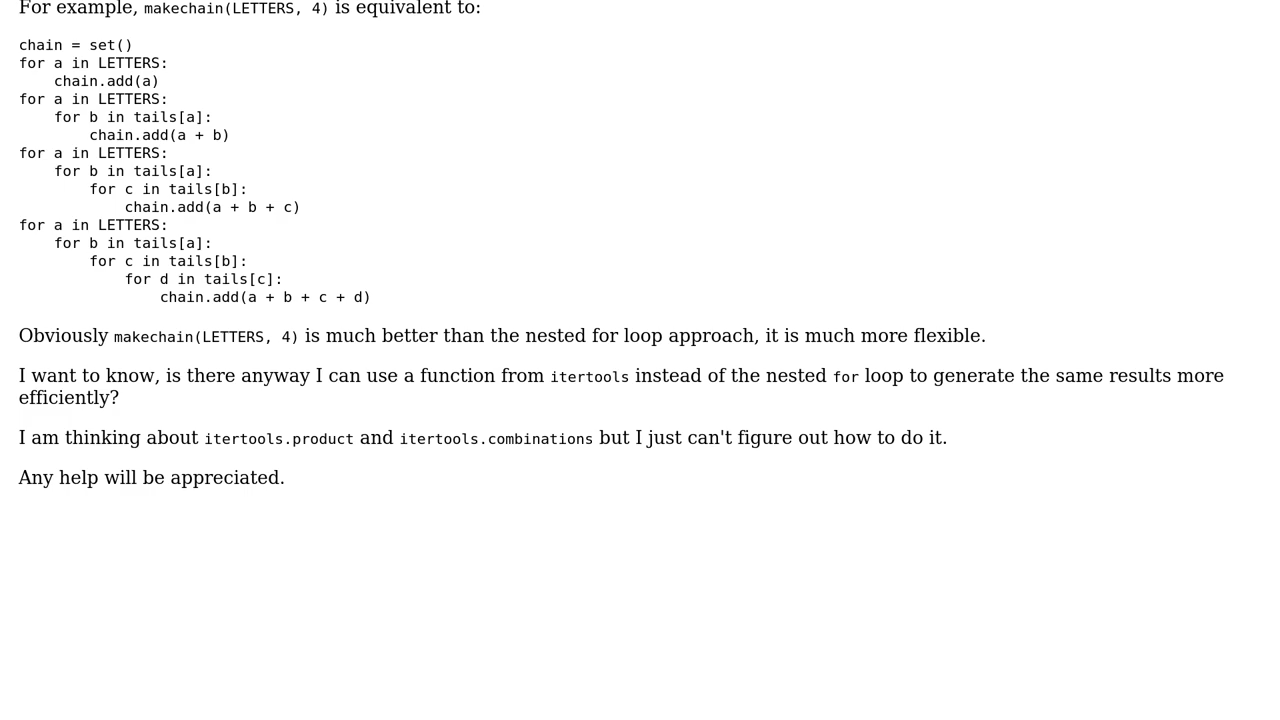 For example, makechain(LETTERS, 4) is equivalent to:
chain = set()
for a in LETTERS:
    chain.add(a)
for a in LETTERS:
    for b in tails[a]:
        chain.add(a + b)
for a in LETTERS:
    for b in tails[a]:
        for c in tails[b]:
            chain.add(a + b + c)
for a in LETTERS:
    for b in tails[a]:
        for c in tails[b]:
            for d in tails[c]:
                chain.add(a + b + c + d)
Obviously makechain(LETTERS, 4) is much better than the nested for loop approach, it is much more flexible.
I want to know, is there anyway I can use a function from itertools instead of the nested for loop to generate the same results more
efficiently?
I am thinking about itertools.product and itertools.combinations but I just can't figure out how to do it.
Any help will be appreciated.